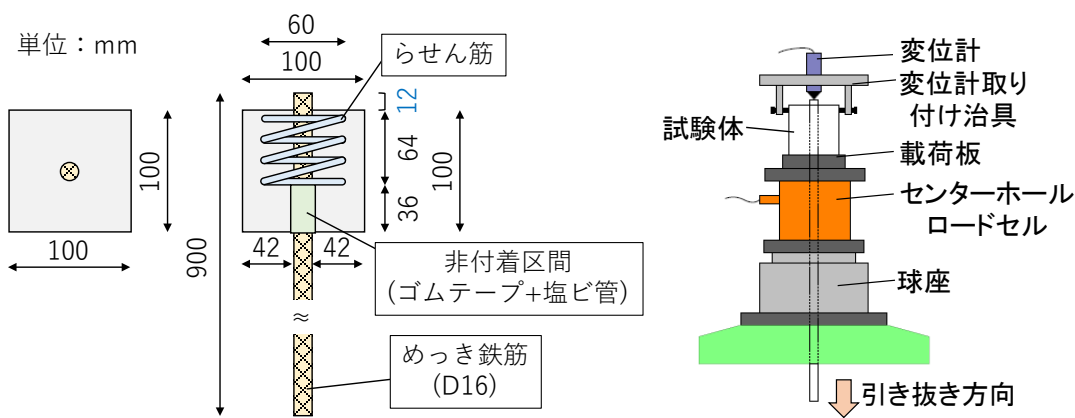 単位：mm
60
100
らせん筋
12
100
64
36
100
100
900
42
42
非付着区間
(ゴムテープ+塩ビ管)
≈
めっき鉄筋
(D16)
変位計
変位計取り
付け治具
試験体
載荷板
センターホール
ロードセル
球座
引き抜き方向